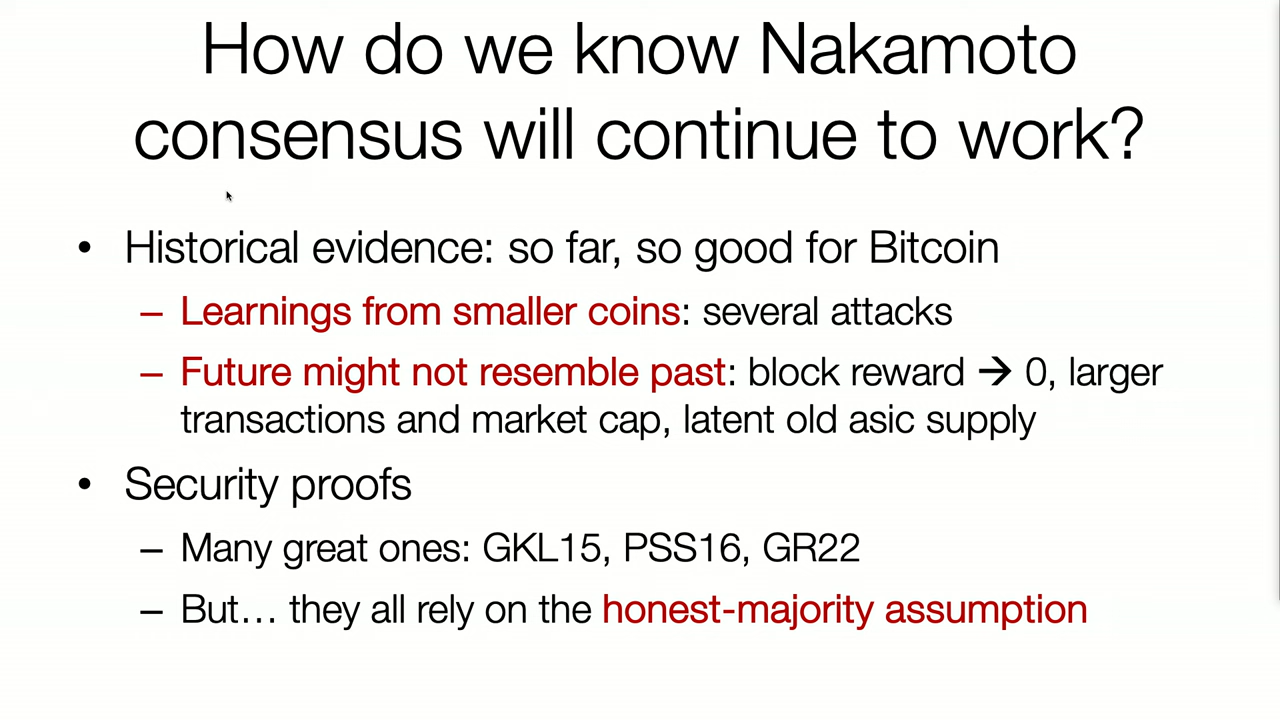 How do we know Nakamoto
consensus will continue to work?
• Historical evidence: so far, so good for Bitcoin
– Learnings from smaller coins: several attacks
– Future might not resemble past: block reward → 0, larger
transactions and market cap, latent old asic supply
• Security proofs
– Many great ones: GKL15, PSS16, GR22
– But… they all rely on the honest-majority assumption